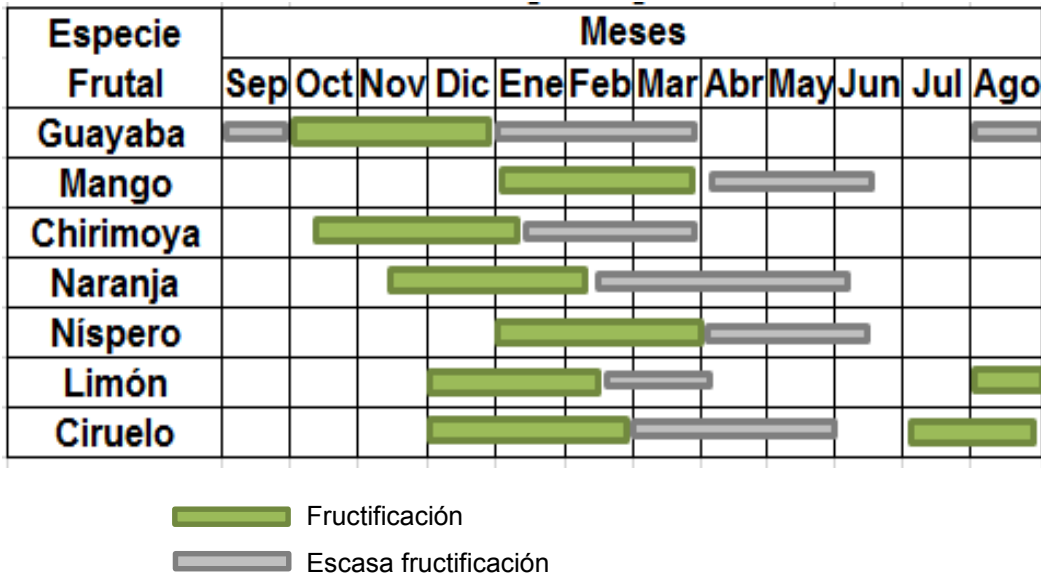 Especie Frutal
Meses
Sep Oct Nov Dic Ene Feb Mar Abr May Jun Jul Ago
Guayaba
Mango
Chirimoya
Naranja
Níspero
Limón
Ciruelo
Fructificación
Escasa fructificación